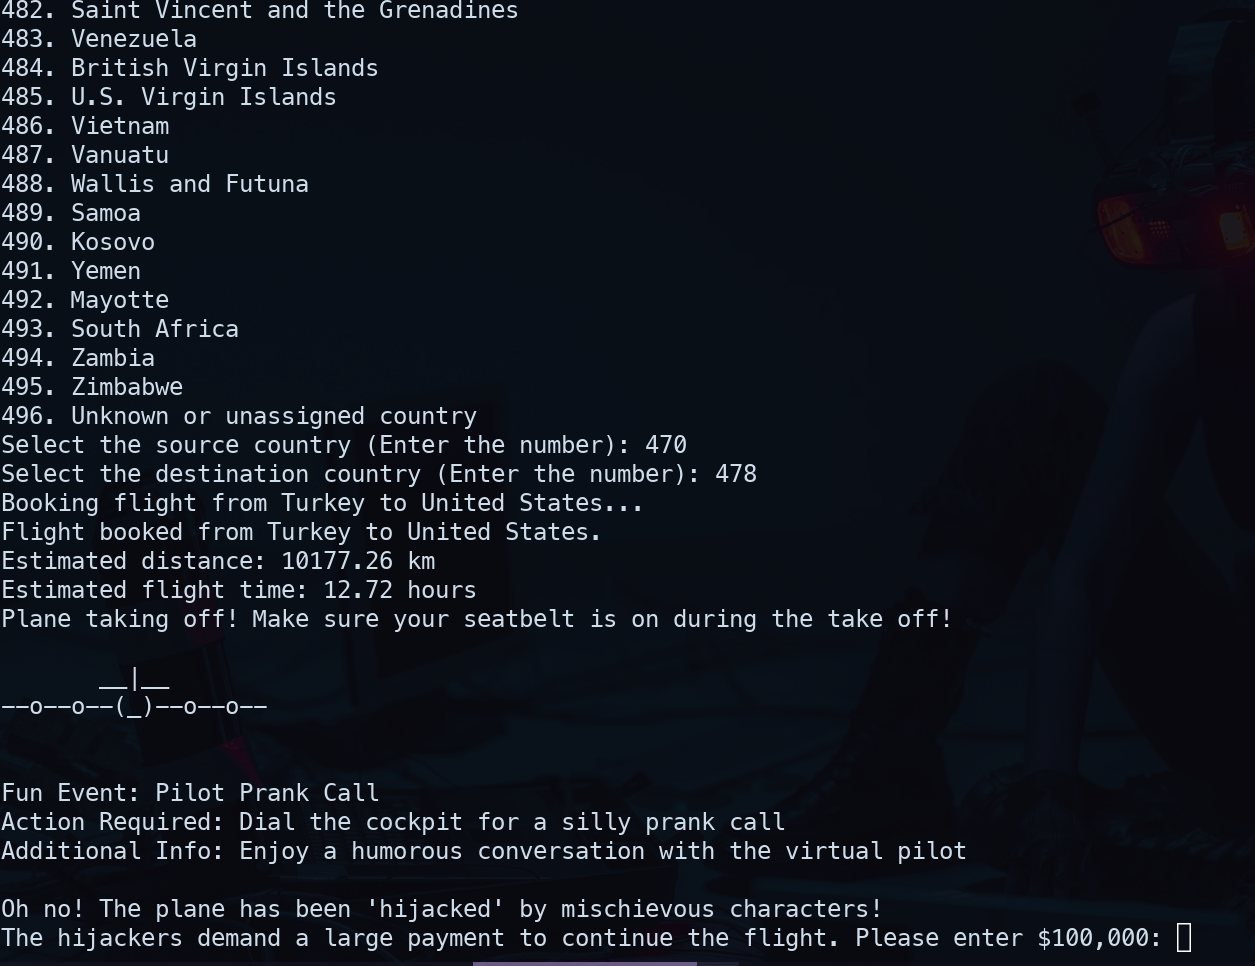 482. Saint Vincent and the Grenadines
483. Venezuela
484. British Virgin Islands
485. U.S. Virgin Islands
486. Vietnam
487. Vanuatu
488. Wallis and Futuna
489. Samoa
490. Kosovo
491. Yemen
492. Mayotte
493. South Africa
494. Zambia
495. Zimbabwe
496. Unknown or unassigned country
Select the source country (Enter the number): 470
Select the destination country (Enter the number): 478
Booking flight from Turkey to United States...
Flight booked from Turkey to United States.
Estimated distance: 10177.26 km
Estimated flight time: 12.72 hours
Plane taking off! Make sure your seatbelt is on during the take off!
       __|__
--o--o--(_)--o--o--
Fun Event: Pilot Prank Call
Action Required: Dial the cockpit for a silly prank call
Additional Info: Enjoy a humorous conversation with the virtual pilot
Oh no! The plane has been 'hijacked' by mischievous characters!
The hijackers demand a large payment to continue the flight. Please enter $100,000: